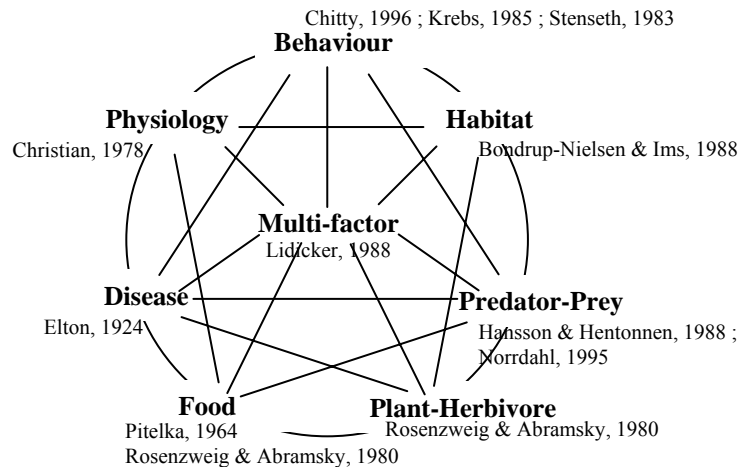 Chitty, 1996 ; Krebs, 1985 ; Stenseth, 1983
Behaviour
Physiology
Habitat
Christian, 1978
Bondrup-Nielsen & Ims, 1988
Multi-factor
Lidicker, 1988
Disease
Predator-Prey
Elton, 1924
Hansson & Hentonnen, 1988 ;
Norrdahl, 1995
Food
Plant-Herbivore
Pitelka, 1964
Rosenzweig & Abramsky, 1980
Rosenzweig & Abramsky, 1980